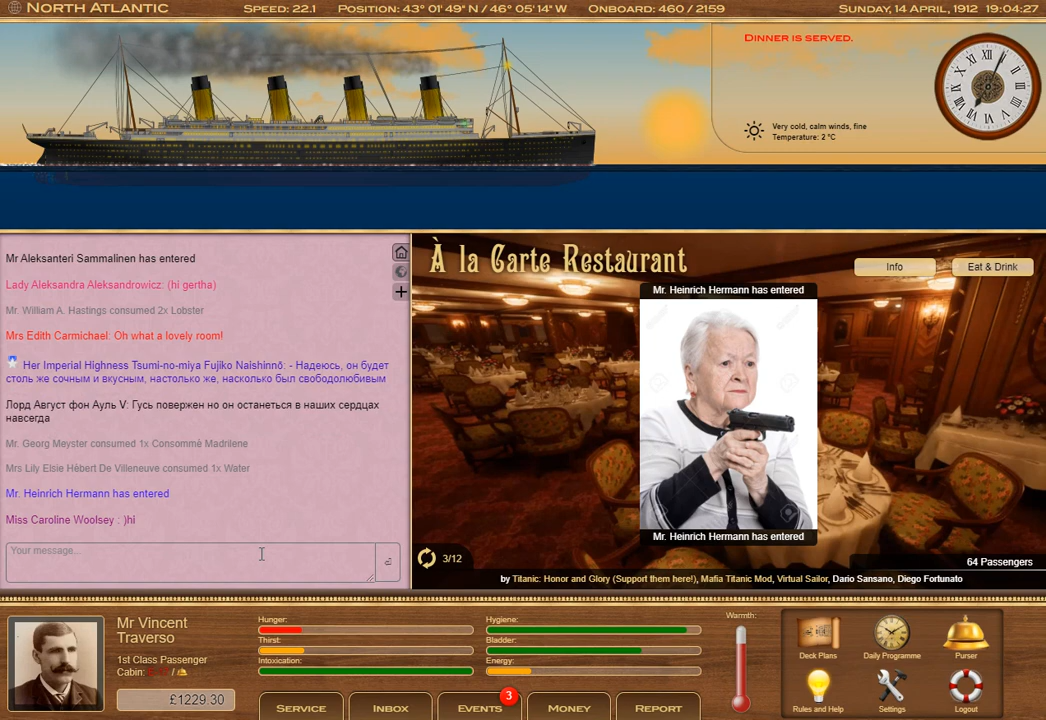 NORTH ATLANTIC
SPEED: 22.1
POSITION: 43° 01' 49" N / 46° 05' 14" W
ONBOARD: 460 / 2159
SUNDAY, 14 APRIL, 1912 19:04:27
DINNER IS SERVED.
Very cold, calm winds, fine
Temperature: 2 °C
Mr Aleksanteri Sammalinen has entered
Lady Aleksandra Aleksandrowicz: (hi gertha)
Mr. William A. Hastings consumed 2x Lobster
Mrs Edith Carmichael: Oh what a lovely room!
Her Imperial Highness Tsumi-no-miya Fujiko Naishinnō: - Надеюсь, он будет
столь же сочным и вкусным, настолько же, насколько был свободолюбивым
Лорд Август фон Ауль V: Гусь повержен но он останеться в наших сердцах
навсегда
Mr. Georg Meyster consumed 1x Consommé Madrilene
Mrs Lily Elsie Hèbert De Villeneuve consumed 1x Water
Mr. Heinrich Hermann has entered
Miss Caroline Woolsey : )hi
Your message...
À la Carte Restaurant
Info
Eat & Drink
Mr. Heinrich Hermann has entered
Mr. Heinrich Hermann has entered
3/12
64 Passengers
by Titanic: Honor and Glory (Support them here!), Mafia Titanic Mod, Virtual Sailor, Dario Sansano, Diego Fortunato
Mr Vincent
Traverso
1st Class Passenger
Cabin: /
£1229.30
Hunger:
Thirst:
Intoxication:
Hygiene:
Bladder:
Energy:
Warmth:
SERVICE
INBOX
EVENTS
3
MONEY
REPORT
Deck Plans
Daily Programme
Purser
Rules and Help
Settings
Logout